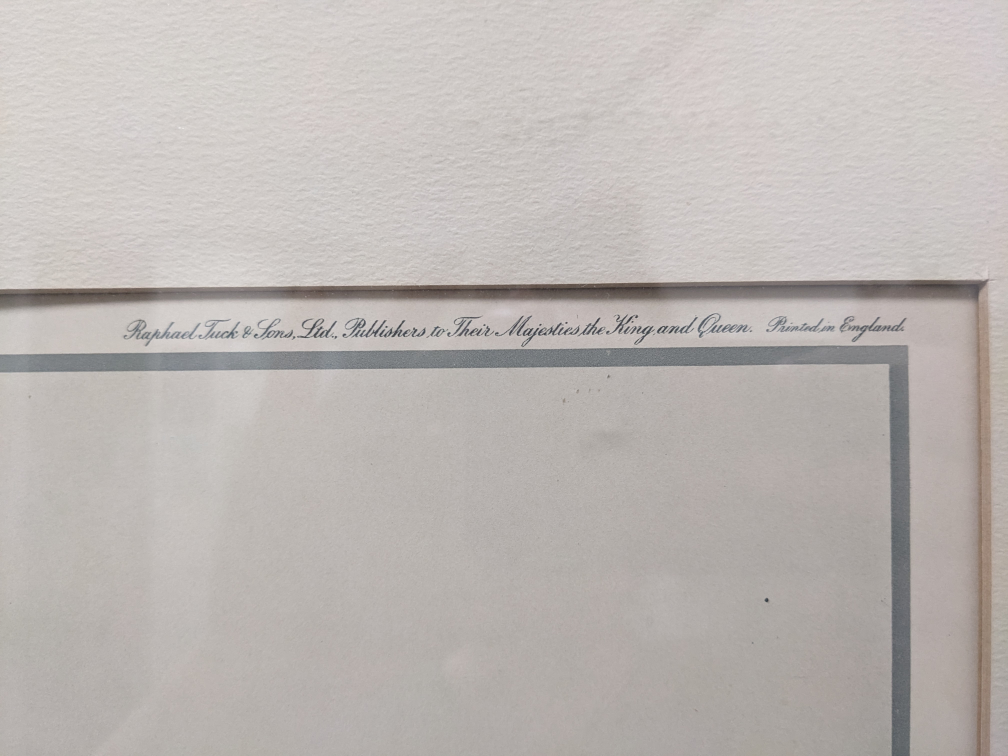 Raphael Tuck & Sons, Ltd., Publishers to Their Majesties the King and Queen. Printed in England.